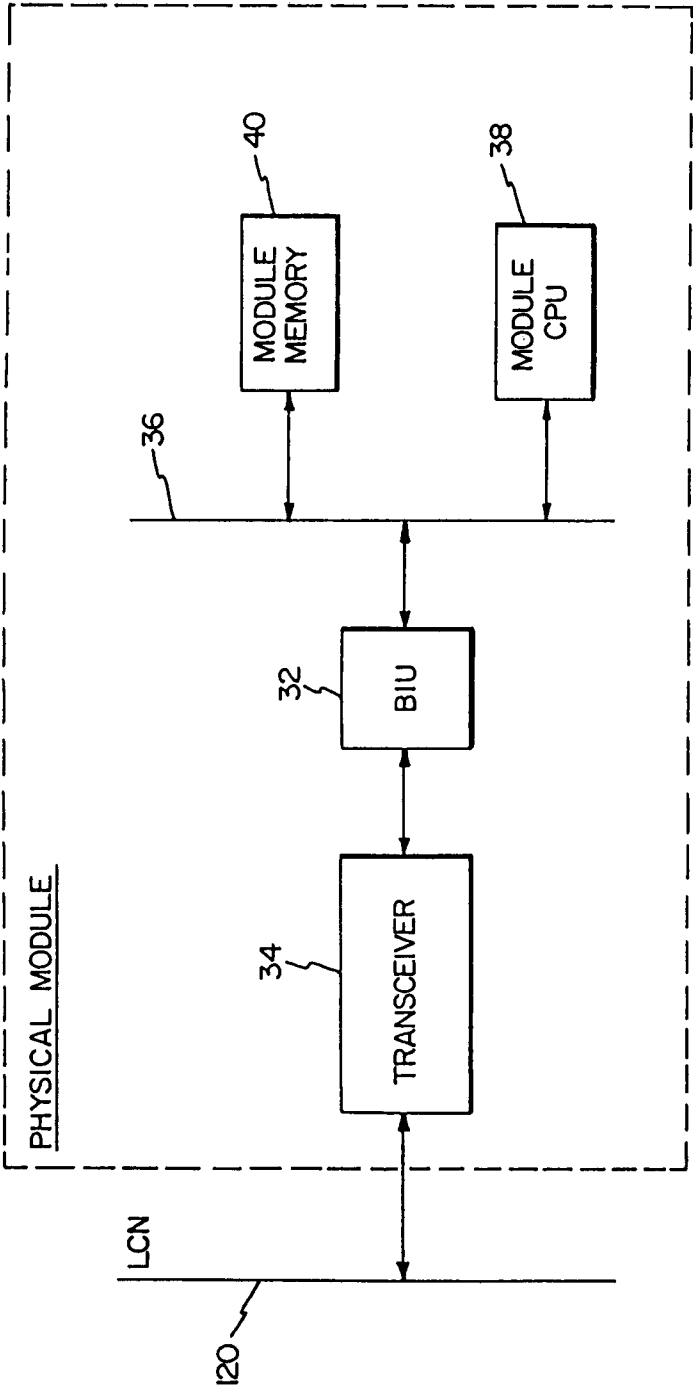 PHYSICAL MODULE
LCN
120
34
TRANSCEIVER
32
BIU
36
40
MODULE
MEMORY
38
MODULE
CPU